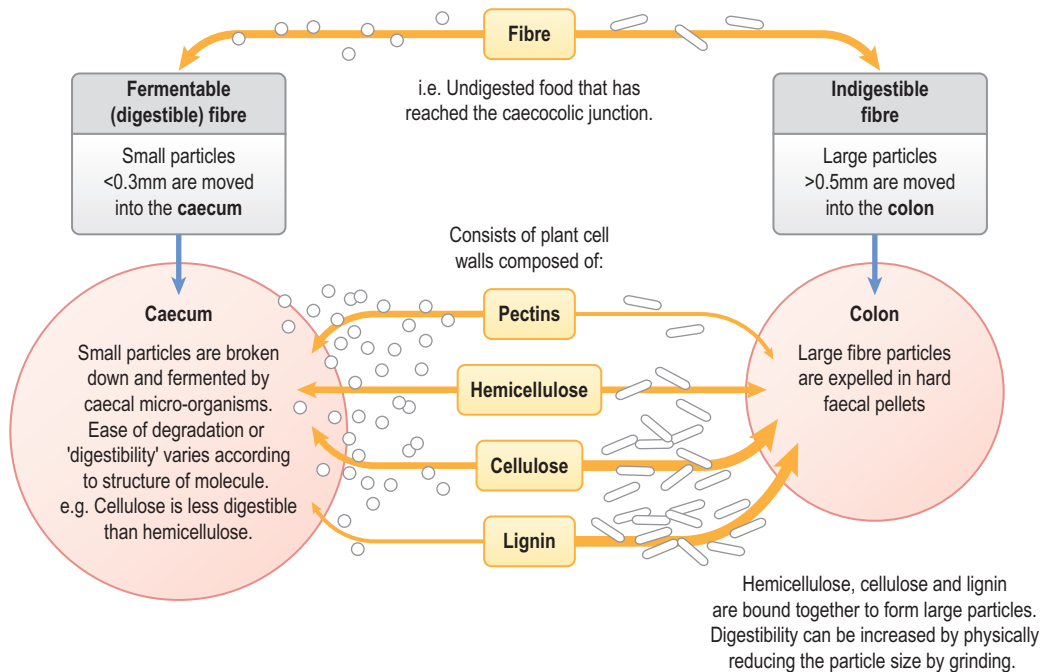 Fibre
i.e. Undigested food that has
reached the caecocolic junction.
Fermentable
(digestible) fibre
Small particles
<0.3mm are moved
into the caecum
Indigestible
fibre
Large particles
>0.5mm are moved
into the colon
Consists of plant cell
walls composed of:
Caecum
Small particles are broken
down and fermented by
caecal micro-organisms.
Ease of degradation or
'digestibility' varies according
to structure of molecule.
e.g. Cellulose is less digestible
than hemicellulose.
Pectins
Hemicellulose
Cellulose
Lignin
Colon
Large fibre particles
are expelled in hard
faecal pellets
Hemicellulose, cellulose and lignin
are bound together to form large particles.
Digestibility can be increased by physically
reducing the particle size by grinding.